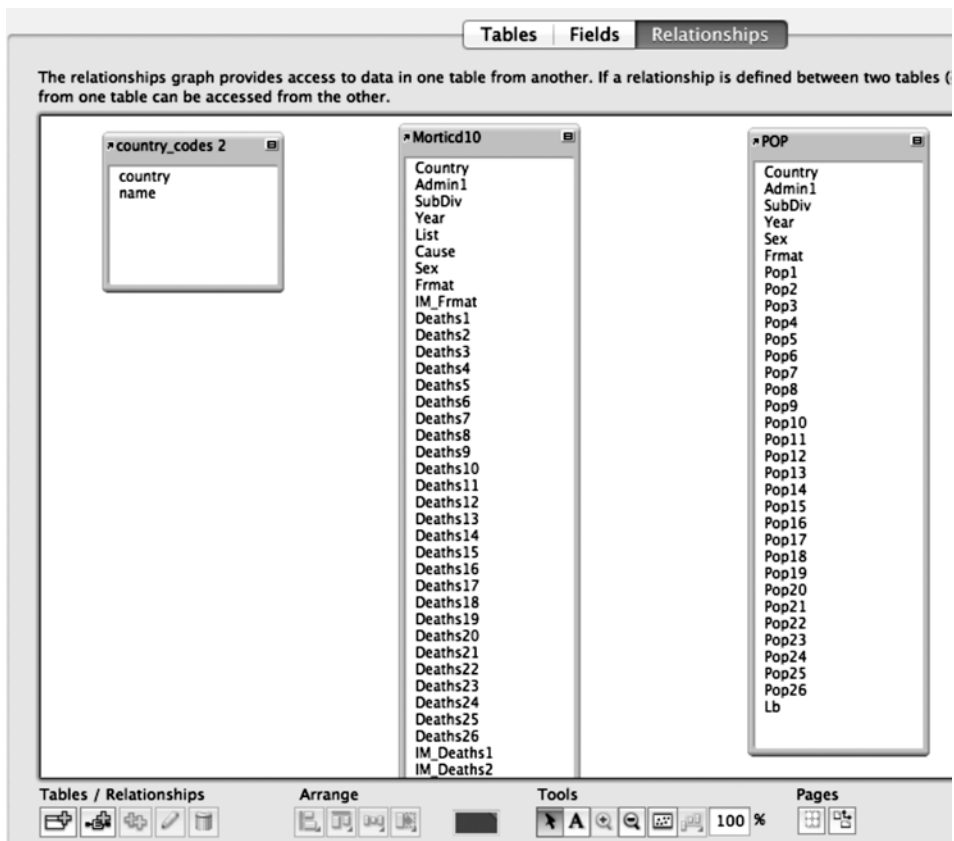 Tables Fields Relationships
The relationships graph provides access to data in one table from another. If a relationship is defined between two tables (
from one table can be accessed from the other.
country_codes 2
country
name
Morticd10
Country
Admin1
SubDiv
Year
List
Cause
Sex
Frmat
IM_Frmat
Deaths1
Deaths2
Deaths3
Deaths4
Deaths5
Deaths6
Deaths7
Deaths8
Deaths9
Deaths10
Deaths11
Deaths12
Deaths13
Deaths14
Deaths15
Deaths16
Deaths17
Deaths18
Deaths19
Deaths20
Deaths21
Deaths22
Deaths23
Deaths24
Deaths25
Deaths26
IM_Deaths1
IM_Deaths2
POP
Country
Admin1
SubDiv
Year
Sex
Frmat
Pop1
Pop2
Pop3
Pop4
Pop5
Pop6
Pop7
Pop8
Pop9
Pop10
Pop11
Pop12
Pop13
Pop14
Pop15
Pop16
Pop17
Pop18
Pop19
Pop20
Pop21
Pop22
Pop23
Pop24
Pop25
Pop26
Lb
Tables / Relationships Arrange Tools Pages
A 100 %